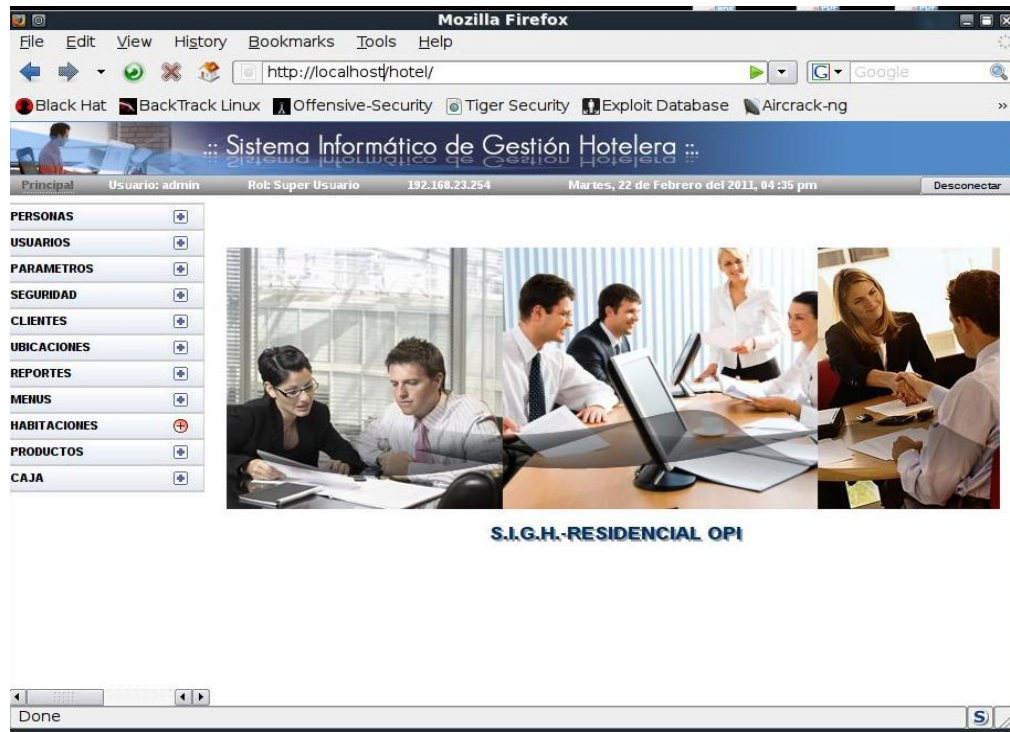 Mozilla Firefox
File Edit View History Bookmarks Tools Help
http://localhost/hotel/
G Google
Black Hat BackTrack Linux Offensive-Security Tiger Security Exploit Database Aircrack-ng »
.:: Sistema Informático de Gestión Hotelera ::.
Principal Usuario: admin Rol: Super Usuario 192.168.23.254 Martes, 22 de Febrero del 2011, 04 :35 pm Desconectar
PERSONAS
USUARIOS
PARAMETROS
SEGURIDAD
CLIENTES
UBICACIONES
REPORTES
MENUS
HABITACIONES
PRODUCTOS
CAJA
S.I.G.H.-RESIDENCIAL OPI
Done
S